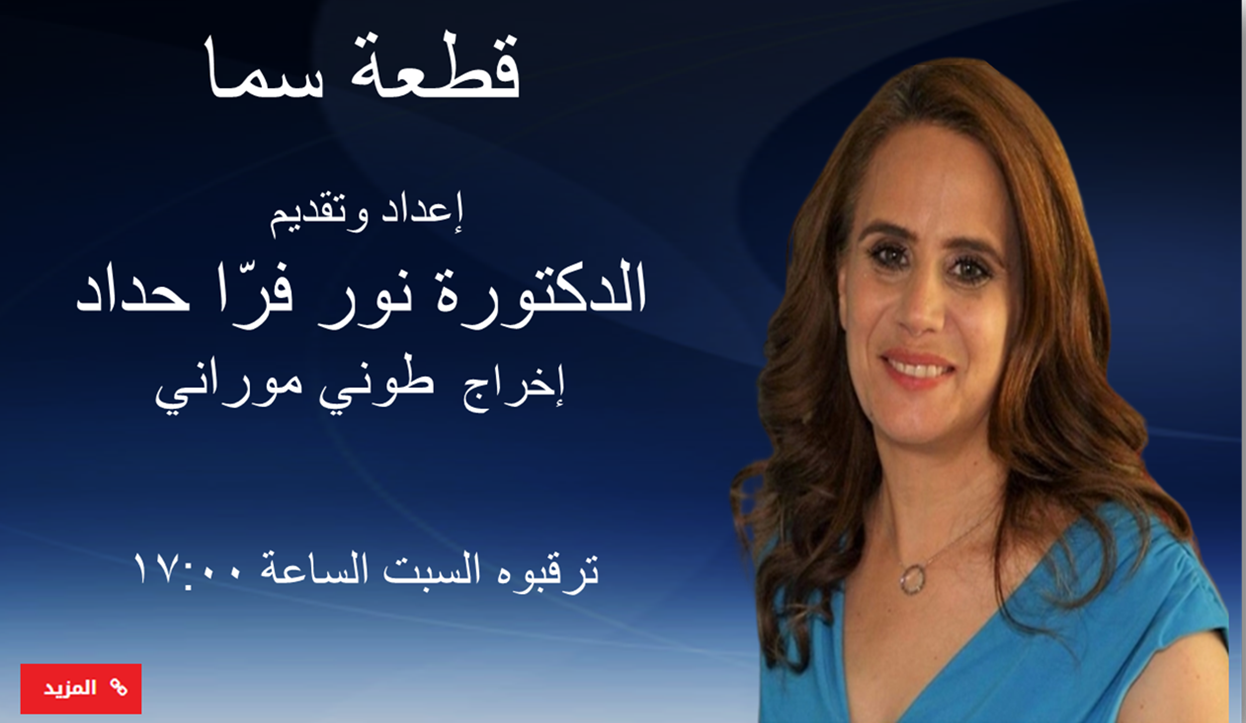 قطعة سما
إعداد وتقديم
الدكتورة نور فرّا حداد
إخراج طوني موراني
ترقبوه السبت الساعة ١٧:٠٠
المزيد